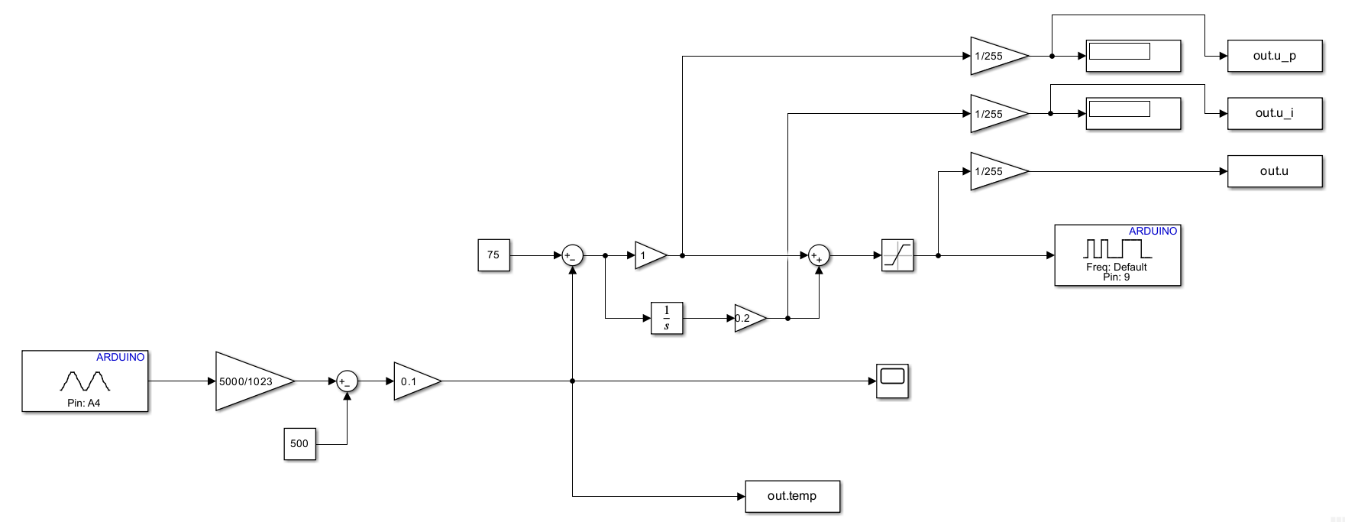 1/255
out.u_p
1/255
out.u_i
1/255
out.u
75
+
−
1
+
+
ARDUINO
Freq: Default
Pin: 9
1
s
0.2
ARDUINO
Pin: A4
5000/1023
+
−
0.1
500
out.temp